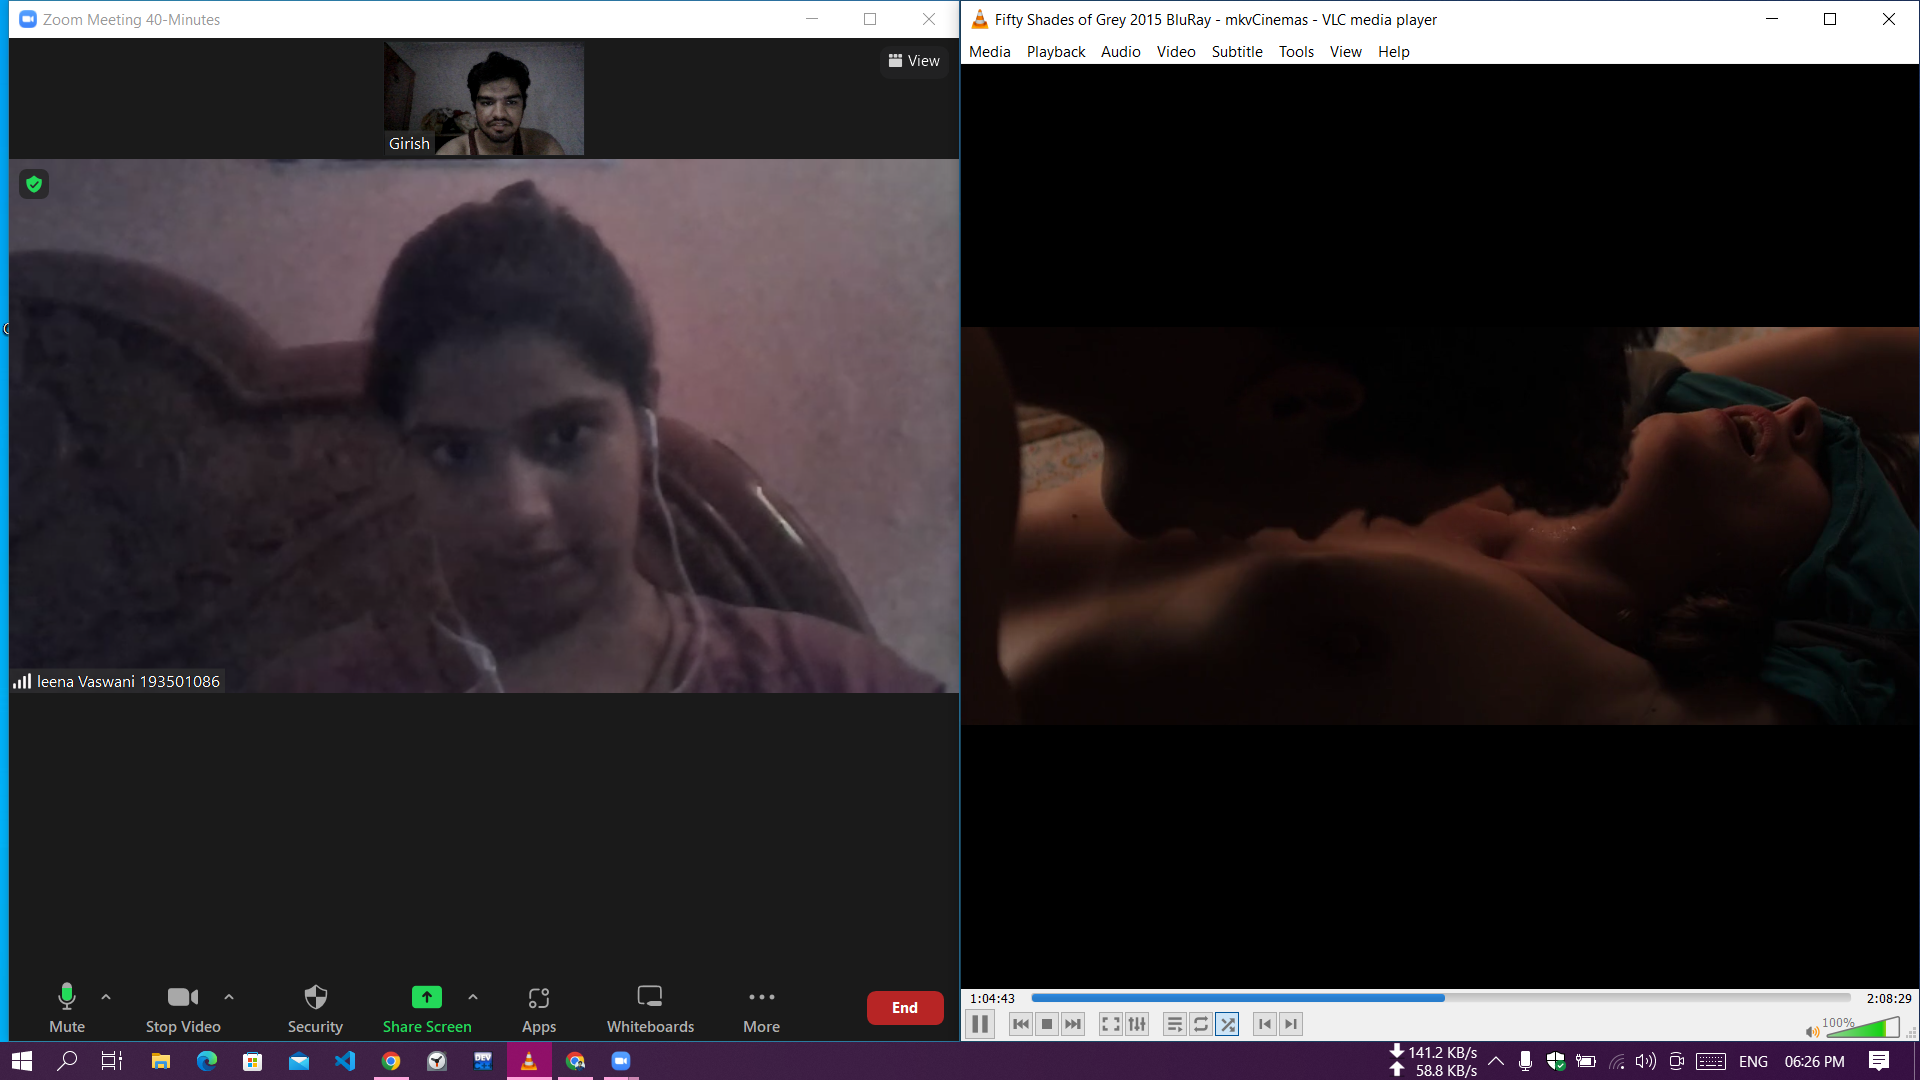 Zoom Meeting 40-Minutes
View
Girish
leena Vaswani 193501086
Mute
Stop Video
Security
Share Screen
Apps
Whiteboards
More
End
Fifty Shades of Grey 2015 BluRay - mkvCinemas - VLC media player
Media Playback Audio Video Subtitle Tools View Help
1:04:43
2:08:29
100%
DEV
141.2 KB/s
58.8 KB/s
ENG
06:26 PM